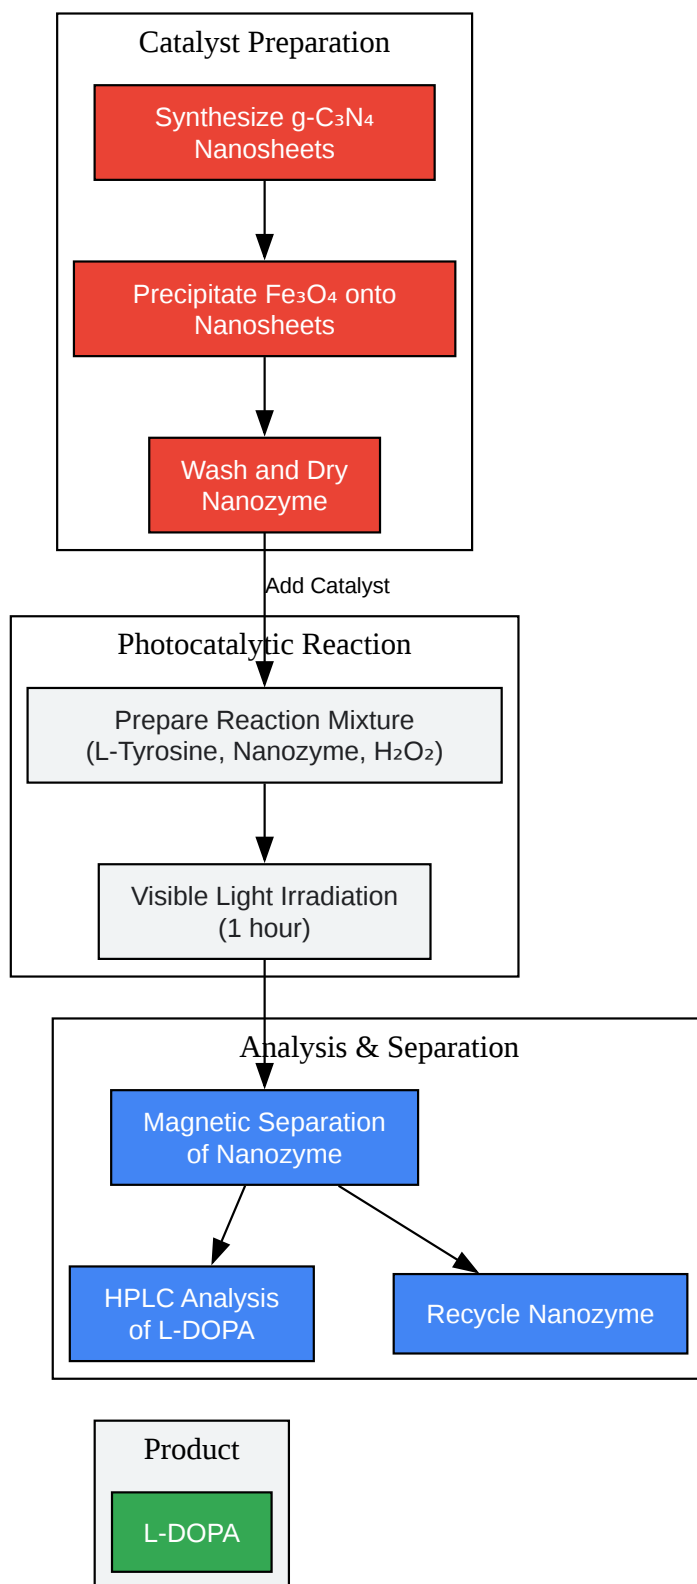 Catalyst Preparation
Synthesize g-C₃N₄
Nanosheets
Precipitate Fe₃O₄ onto
Nanosheets
Wash and Dry
Nanozyme
Add Catalyst
Photocatalytic Reaction
Prepare Reaction Mixture
(L-Tyrosine, Nanozyme, H₂O₂)
Visible Light Irradiation
(1 hour)
Analysis & Separation
Magnetic Separation
of Nanozyme
HPLC Analysis
of L-DOPA
Recycle Nanozyme
Product
L-DOPA